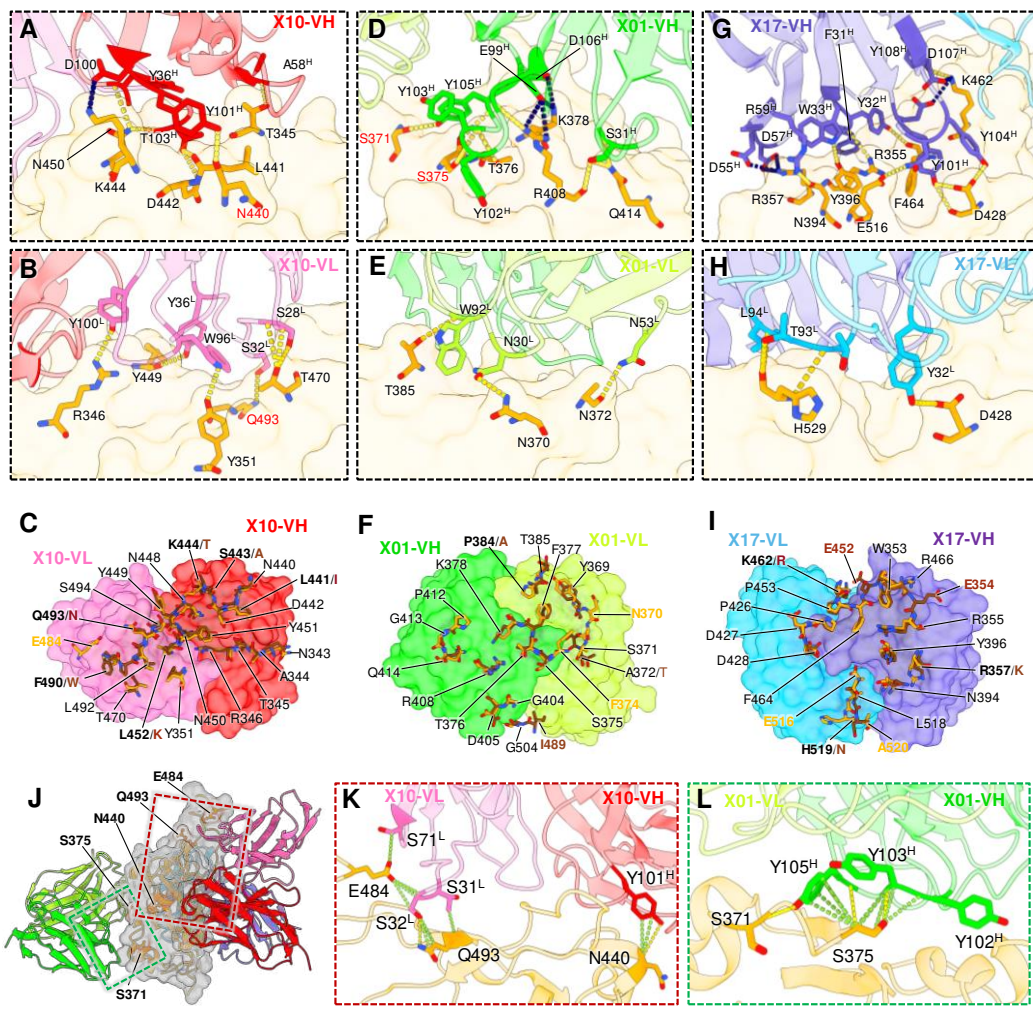 A
X10-VH
D100
Y36ᴴ
A58ᴴ
Y101ᴴ
T103ᴴ
T345
N450
K444
L441
D442
N440
D
X01-VH
E99ᴴ
D106ᴴ
Y103ᴴ
Y105ᴴ
S371
K378
S31ᴴ
S375
T376
R408
Y102ᴴ
Q414
G
X17-VH
F31ᴴ
Y108ᴴ
D107ᴴ
K462
R59ᴴ
W33ᴴ
Y32ᴴ
D57ᴴ
Y104ᴴ
R355
D55ᴴ
Y101ᴴ
R357
Y396
F464
N394
E516
D428
B
X10-VL
Y36ᴸ
S28ᴸ
Y100ᴸ
W96ᴸ
S32ᴸ
Y449
T470
R346
Q493
Y351
E
X01-VL
W92ᴸ
N53ᴸ
N30ᴸ
T385
N372
N370
H
X17-VL
L94ᴸ
T93ᴸ
Y32ᴸ
H529
D428
C
X10-VH
X10-VL
K444/T
S443/A
N448
N440
Y449
L441/I
S494
D442
Q493/N
Y451
E484
N343
F490/W
A344
L492
T345
T470
R346
L452/K
Y351
N450
F
X01-VH
X01-VL
P384/A
T385
F377
K378
Y369
P412
N370
G413
S371
Q414
A372/T
R408
F374
T376
G404
S375
D405
G504
I489
I
X17-VL
X17-VH
E452
W353
K462/R
R466
P453
E354
P426
R355
D427
Y396
D428
R357/K
F464
N394
E516
L518
H519/N
A520
J
E484
Q493
N440
S375
S371
K
X10-VL
X10-VH
S71ᴸ
E484
S31ᴸ
Y101ᴴ
S32ᴸ
Q493
N440
L
X01-VL
X01-VH
Y105ᴴ
Y103ᴴ
S371
S375
Y102ᴴ